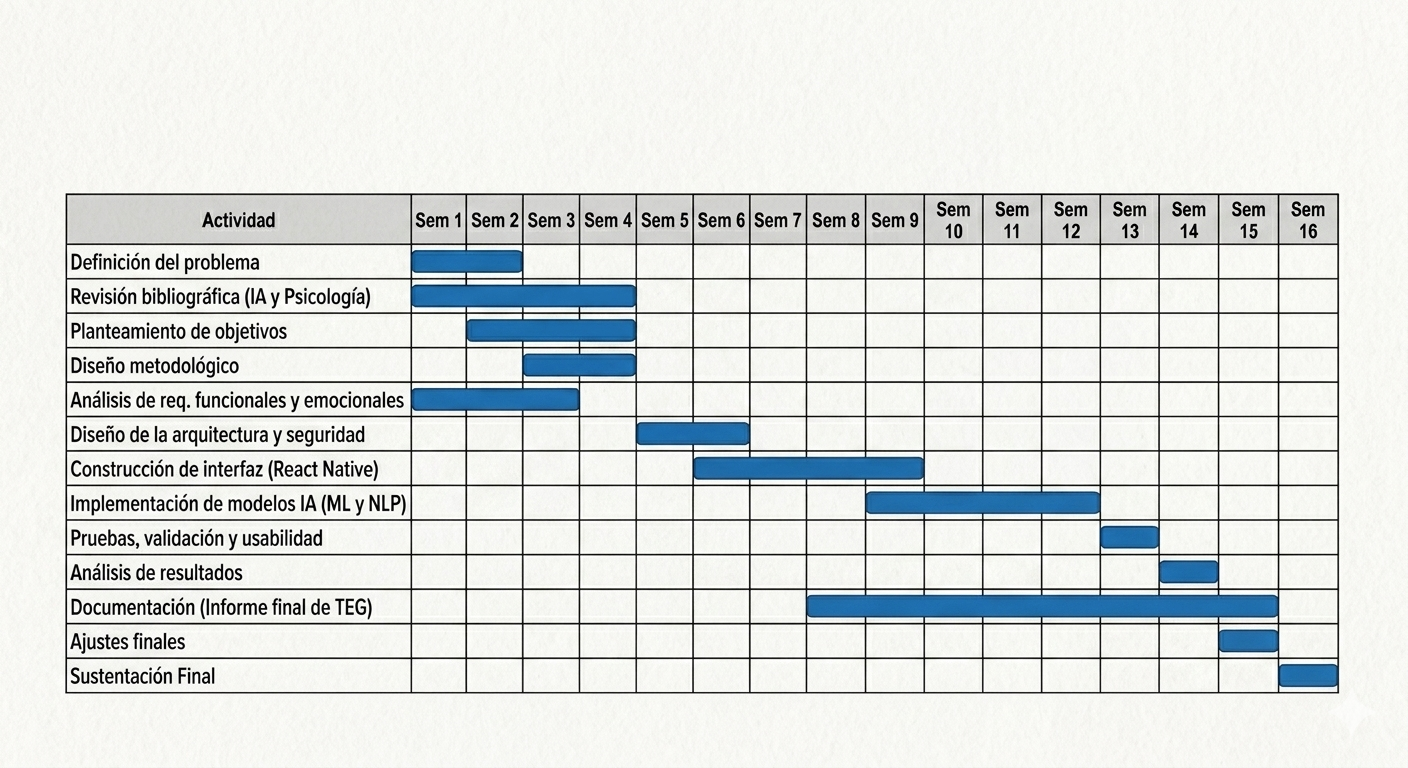 Actividad Sem 1 Sem 2 Sem 3 Sem 4 Sem 5 Sem 6 Sem 7 Sem 8 Sem 9 Sem 10 Sem 11 Sem 12 Sem 13 Sem 14 Sem 15 Sem 16
Definición del problema
Revisión bibliográfica (IA y Psicología)
Planteamiento de objetivos
Diseño metodológico
Análisis de req. funcionales y emocionales
Diseño de la arquitectura y seguridad
Construcción de interfaz (React Native)
Implementación de modelos IA (ML y NLP)
Pruebas, validación y usabilidad
Análisis de resultados
Documentación (Informe final de TEG)
Ajustes finales
Sustentación Final